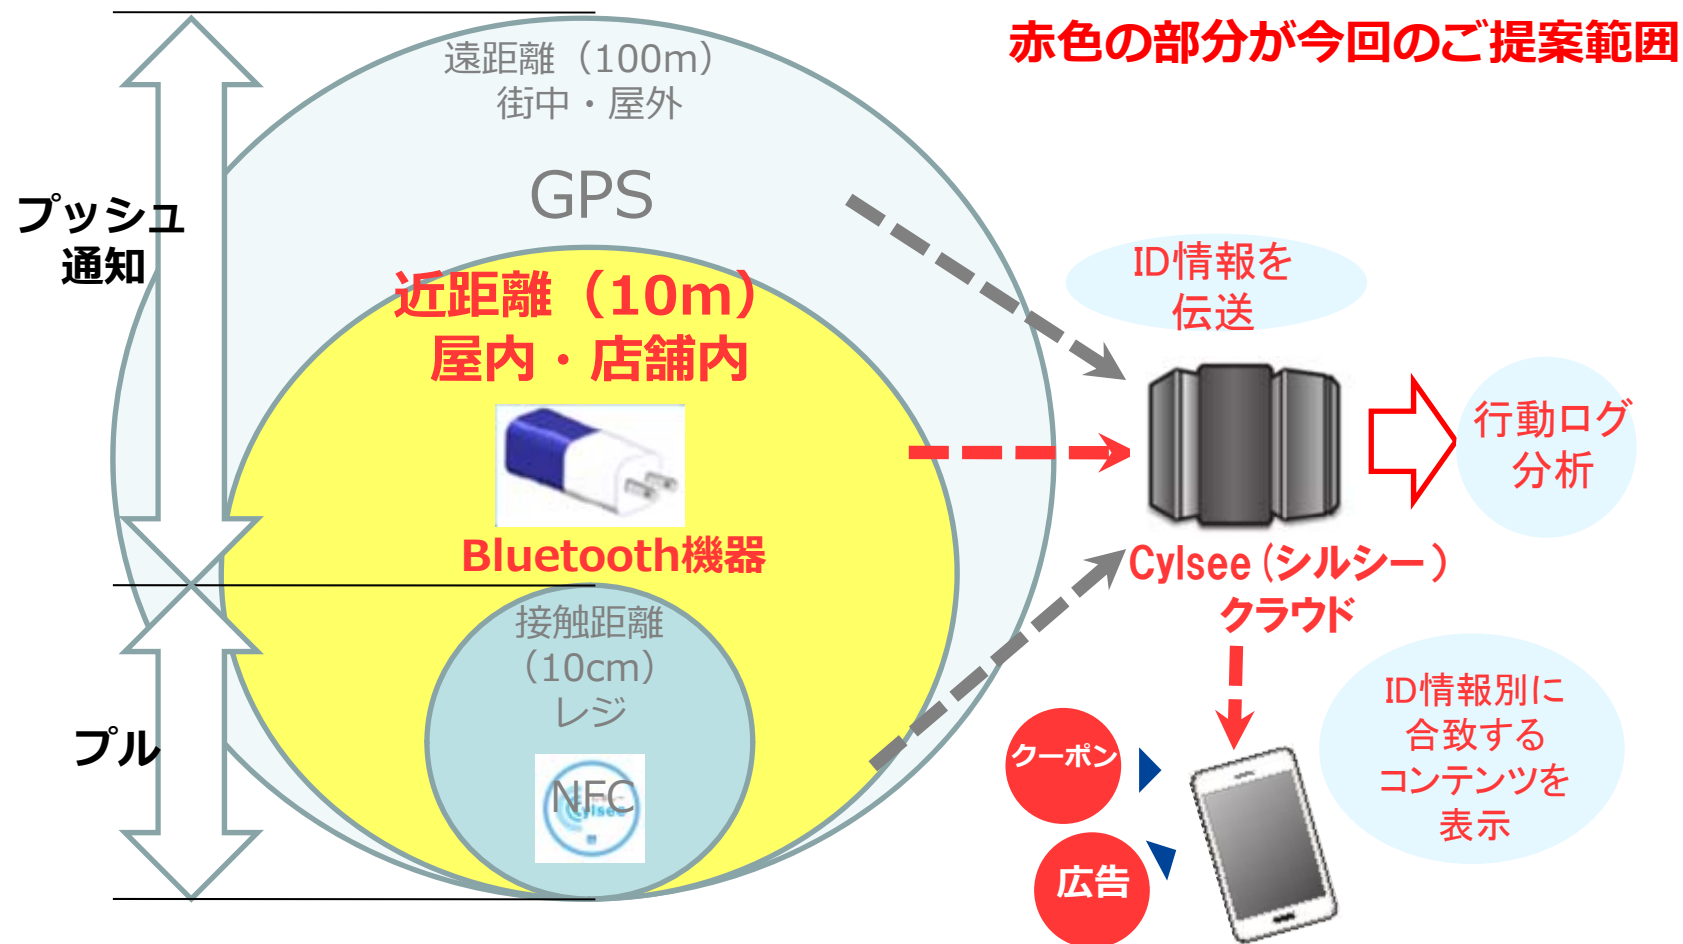 赤色の部分が今回のご提案範囲
遠距離（100m）
街中・屋外
GPS
プッシュ
通知
近距離（10m）
屋内・店舗内
Bluetooth機器
接触距離
（10cm）
レジ
NFC
Cylsee
プル
ID情報を
伝送
行動ログ
分析
Cylsee（シルシー）
クラウド
ID情報別に
合致する
コンテンツを
表示
クーポン
広告